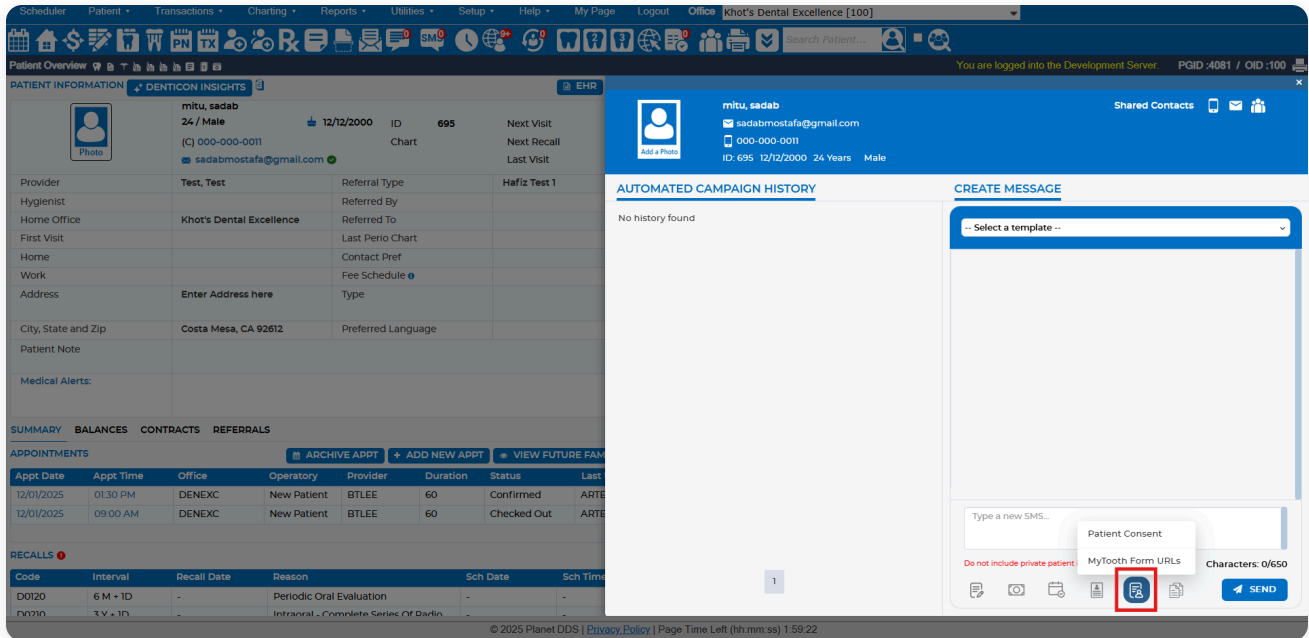 Scheduler Patient Transactions Charting Reports Utilities Setup Help My Page Logout Office Khot's Dental Excellence [100]
PN TX Rx SMS 2 3 9+ Search Patient...
Patient Overview You are logged into the Development Server. PGID :4081 / OID :100
PATIENT INFORMATION DENTICON INSIGHTS EHR ×
mitu, sadab
24 / Male 12/12/2000 ID 695 Next Visit
(C) 000-000-0011 Chart Next Recall
Photo sadabmostafa@gmail.com Last Visit
Provider Test, Test Referral Type Hafiz Test 1
Hygienist Referred By
Home Office Khot's Dental Excellence Referred To
First Visit Last Perio Chart
Home Contact Pref
Work Fee Schedule
Address Enter Address here Type
City, State and Zip Costa Mesa, CA 92612 Preferred Language
Patient Note
Medical Alerts:
SUMMARY BALANCES CONTRACTS REFERRALS
APPOINTMENTS ARCHIVE APPT + ADD NEW APPT VIEW FUTURE FAM
Appt Date Appt Time Office Operatory Provider Duration Status Last
12/01/2025 01:30 PM DENEXC New Patient BTLEE 60 Confirmed ARTE
12/01/2025 09:00 AM DENEXC New Patient BTLEE 60 Checked Out ARTE
RECALLS
Code Interval Recall Date Reason Sch Date Sch Time
D0120 6 M + 1D - Periodic Oral Evaluation - -
D0210 3 Y + 1D - Intraoral - Complete Series Of Radio - -
mitu, sadab Shared Contacts
sadabmostafa@gmail.com
000-000-0011
Add a Photo
ID: 695 12/12/2000 24 Years Male
AUTOMATED CAMPAIGN HISTORY
No history found
1
CREATE MESSAGE
-- Select a template --
Type a new SMS...
Patient Consent
MyTooth Form URLs
Do not include private patient Characters: 0/650
SEND
© 2025 Planet DDS | Privacy Policy | Page Time Left (hh:mm:ss) 1:59:22